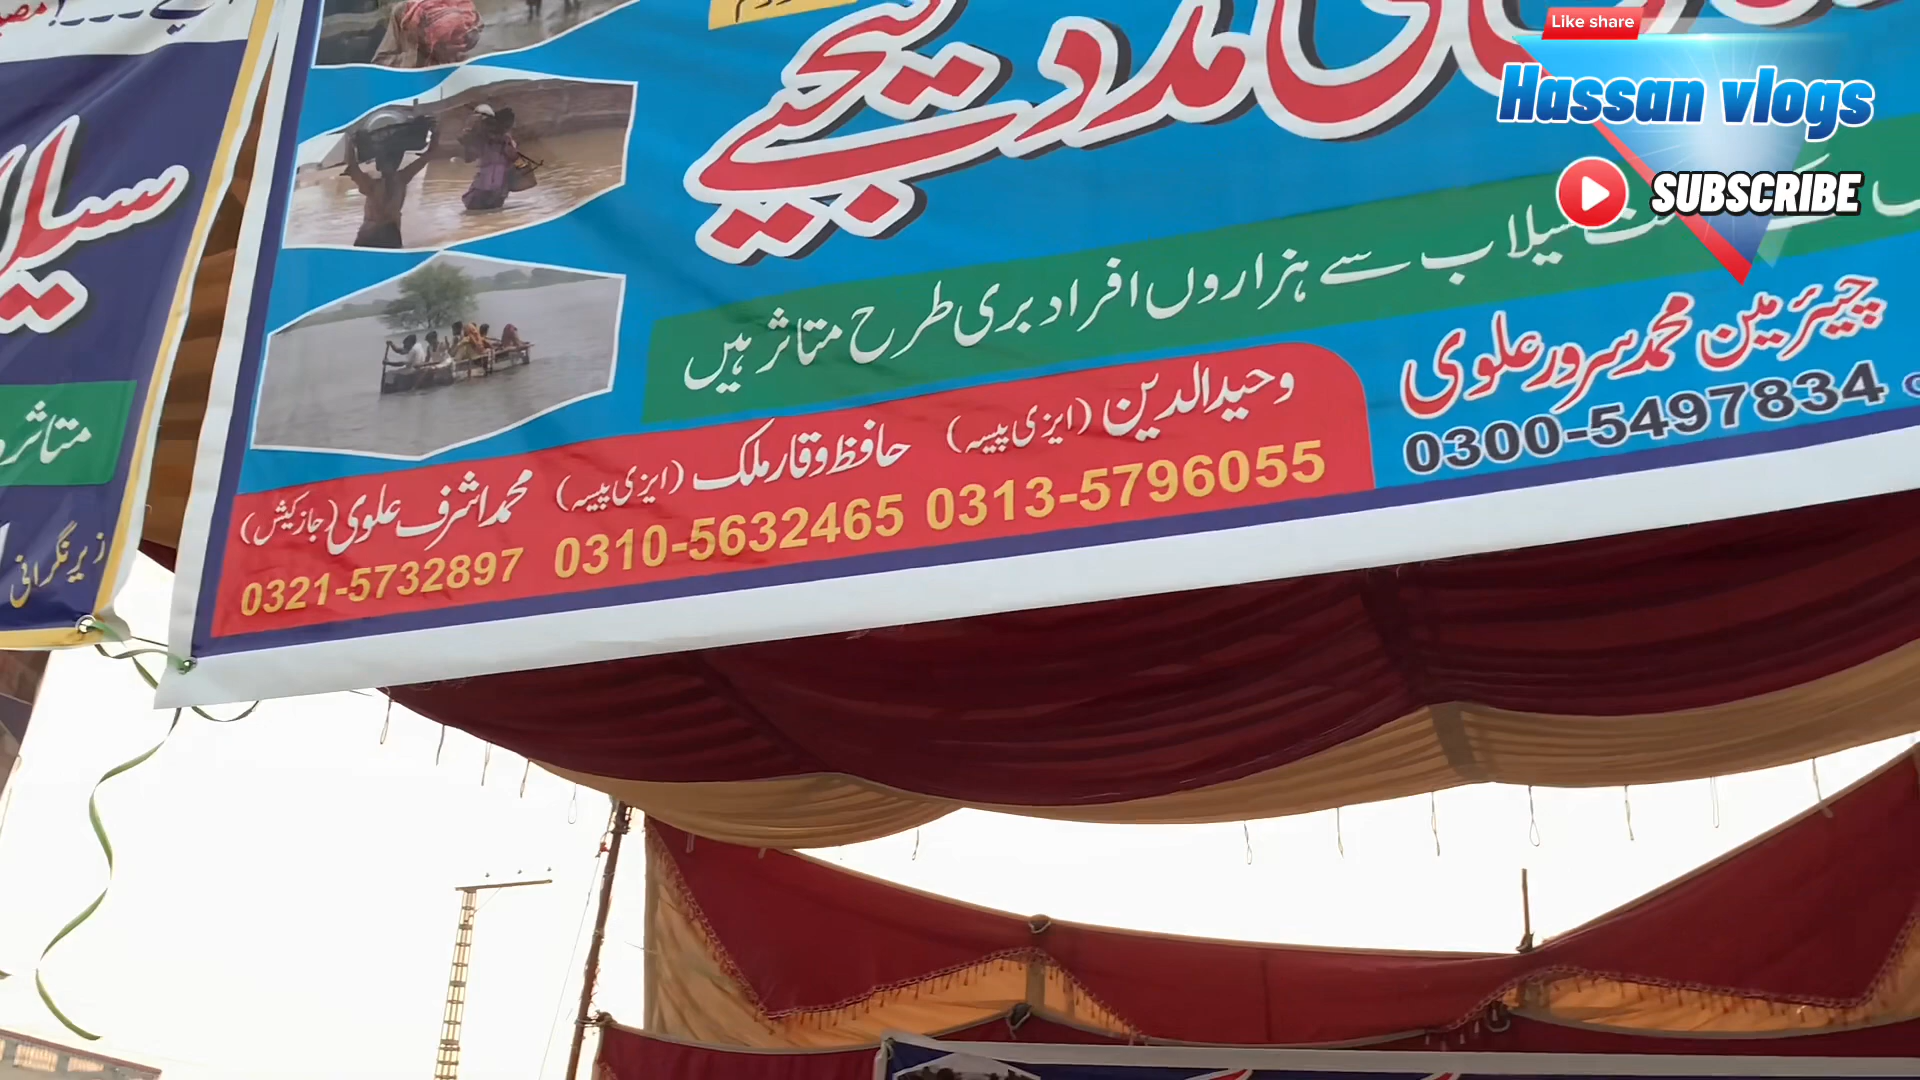 Like share
Hassan vlogs
SUBSCRIBE
مدد کیجیے
سیلاب سے ہزاروں افراد بری طرح متاثر ہیں
چیئرمین محمد سرور علوی
0300-5497834
وحیدالدین (ایزی پیسہ) حافظ وقار ملک (ایزی پیسہ) محمد اشرف علوی (جاز کیش)
0321-5732897 0310-5632465 0313-5796055
زیر نگرانی